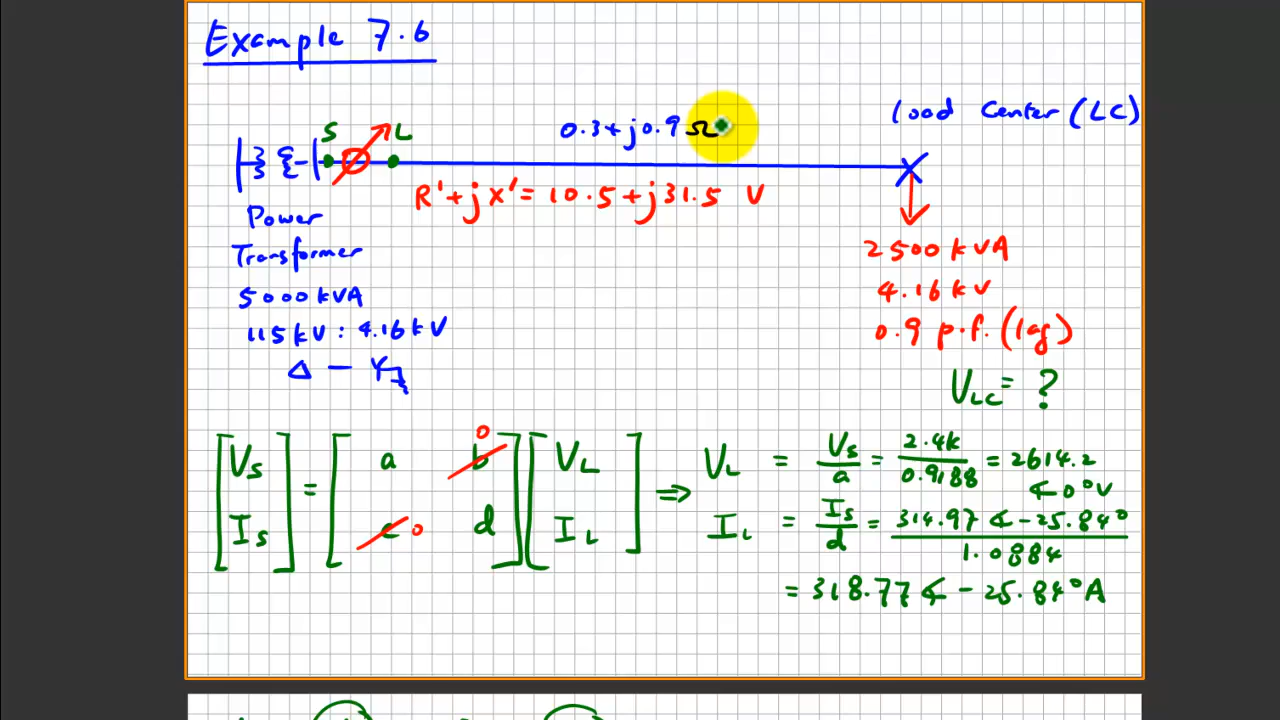 Example 7.6
Load Center (LC)
S L
0.3+j0.9 Ω
R'+jX' = 10.5+j31.5 V
Power
Transformer
5000 kVA
115 kV : 4.16 kV
Δ — Y
2500 kVA
4.16 kV
0.9 p.f. (lag)
V_LC = ?
[V_S] = [a b 0] [V_L] ⇒ V_L = V_S/a = 2.4k/0.9188 = 2614.2 ∠0° V
[I_S] [c 0 d] [I_L] I_L = I_S/d = 314.97 ∠-25.84°/1.0884
= 318.77 ∠-25.84° A